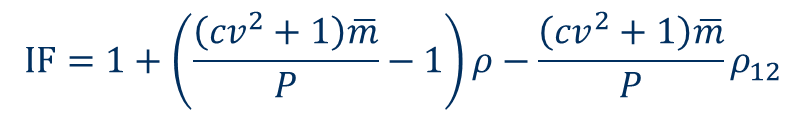 IF = 1 + ( (cv² + 1)m̅ / P − 1 ) ρ − (cv² + 1)m̅ / P ρ₁₂